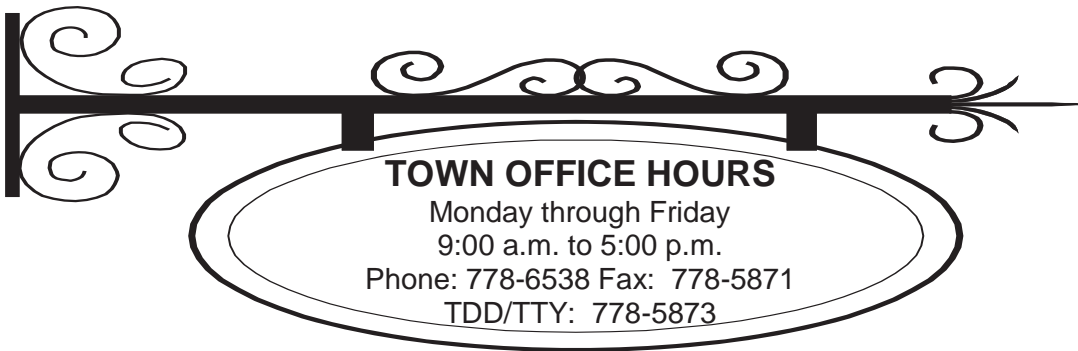 TOWN OFFICE HOURS
Monday through Friday
9:00 a.m. to 5:00 p.m.
Phone: 778-6538 Fax:  778-5871
TDD/TTY:  778-5873